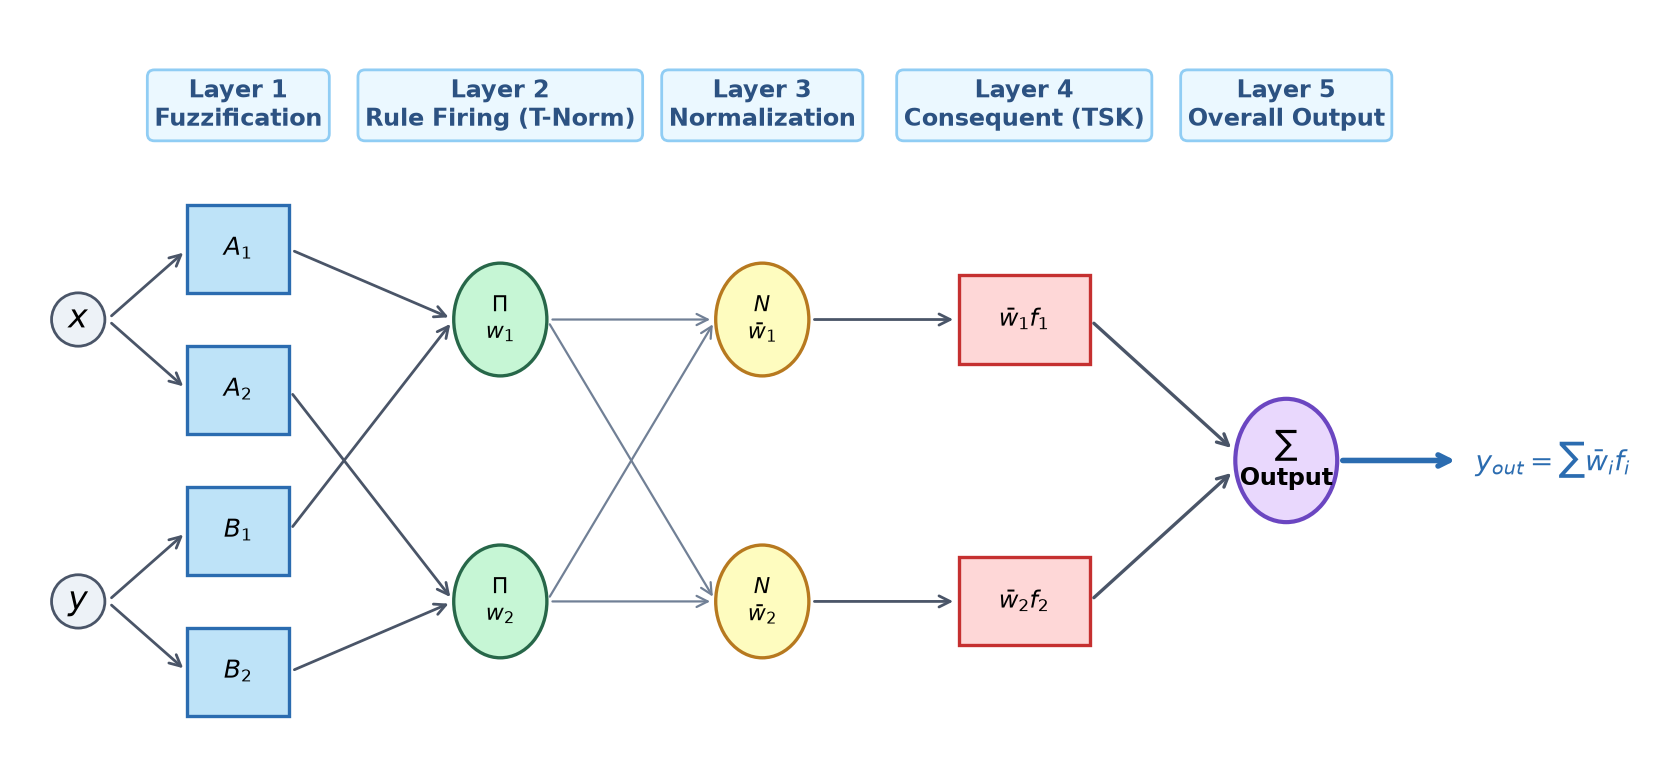 Layer 1
Fuzzification
Layer 2
Rule Firing (T-Norm)
Layer 3
Normalization
Layer 4
Consequent (TSK)
Layer 5
Overall Output
x
y
A₁
A₂
B₁
B₂
Π
w₁
Π
w₂
N
w̄₁
N
w̄₂
w̄₁f₁
w̄₂f₂
∑
Output
y_out = ∑ w̄ᵢfᵢ